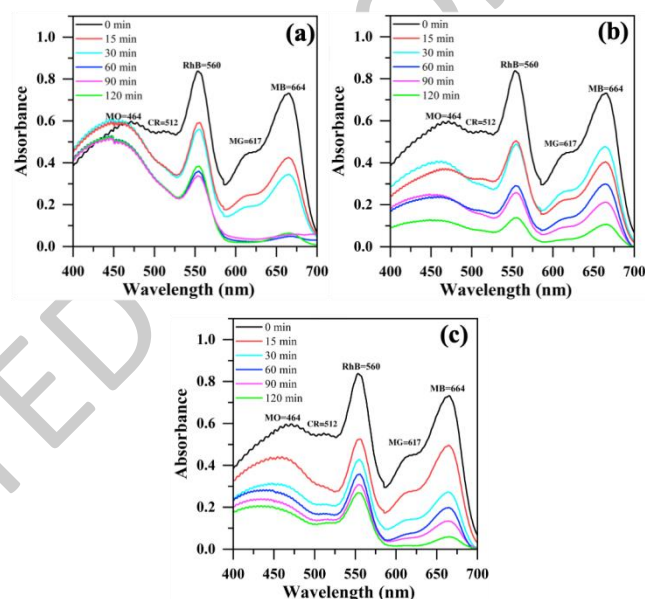 (a)
0 min
15 min
30 min
60 min
90 min
120 min
MO=464
CR=512
RhB=560
MG=617
MB=664
1.0
0.8
0.6
0.4
0.2
0.0
Absorbance
400 450 500 550 600 650 700
Wavelength (nm)
(b)
0 min
15 min
30 min
60 min
90 min
120 min
MO=464
CR=512
RhB=560
MG=617
MB=664
1.0
0.8
0.6
0.4
0.2
0.0
Absorbance
400 450 500 550 600 650 700
Wavelength (nm)
(c)
0 min
15 min
30 min
60 min
90 min
120 min
MO=464
CR=512
RhB=560
MG=617
MB=664
1.0
0.8
0.6
0.4
0.2
0.0
Absorbance
400 450 500 550 600 650 700
Wavelength (nm)
TED